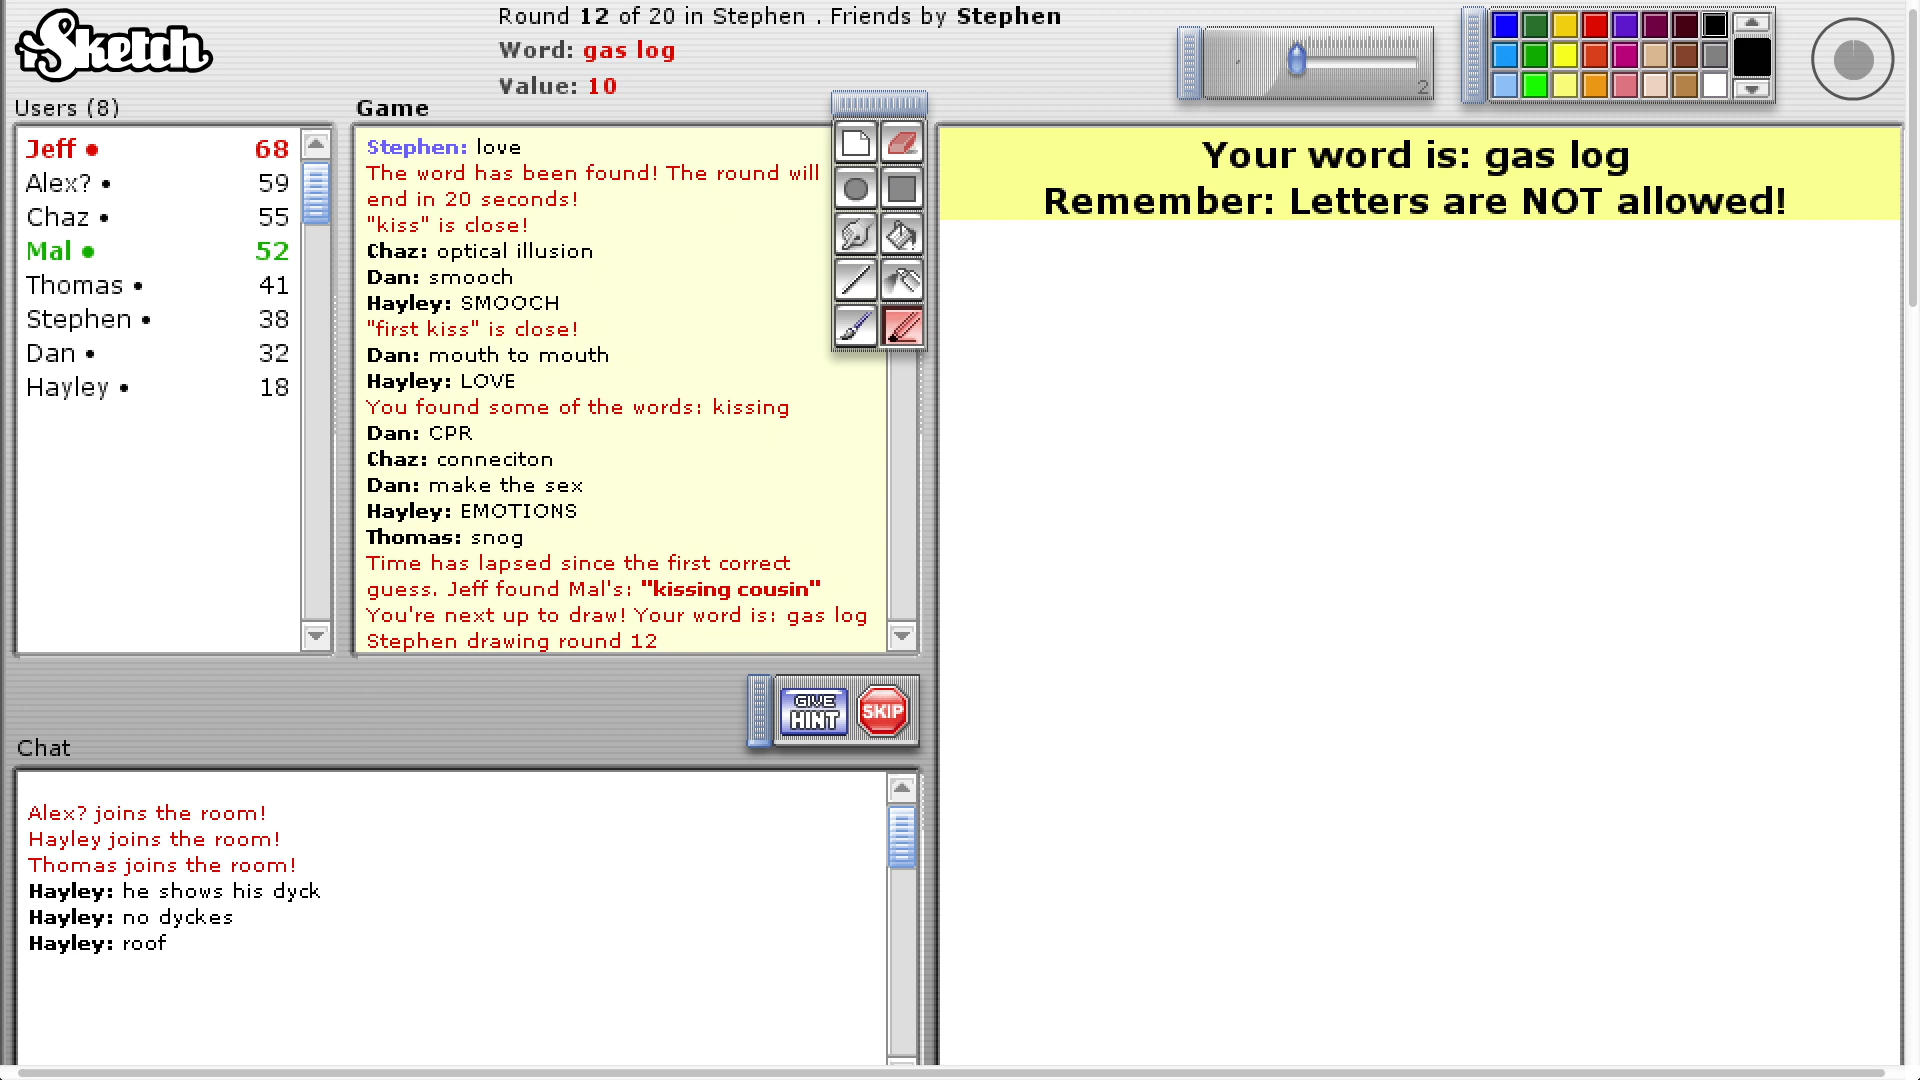 iSketch
Round 12 of 20 in Stephen . Friends by Stephen
Word: gas log
Value: 10
2
Users (8)
Jeff • 68
Alex? • 59
Chaz • 55
Mal • 52
Thomas • 41
Stephen • 38
Dan • 32
Hayley • 18
Game
Stephen: love
The word has been found! The round will
end in 20 seconds!
"kiss" is close!
Chaz: optical illusion
Dan: smooch
Hayley: SMOOCH
"first kiss" is close!
Dan: mouth to mouth
Hayley: LOVE
You found some of the words: kissing
Dan: CPR
Chaz: conneciton
Dan: make the sex
Hayley: EMOTIONS
Thomas: snog
Time has lapsed since the first correct
guess. Jeff found Mal's: "kissing cousin"
You're next up to draw! Your word is: gas log
Stephen drawing round 12
GIVE
HINT
SKIP
Chat
Alex? joins the room!
Hayley joins the room!
Thomas joins the room!
Hayley: he shows his dyck
Hayley: no dyckes
Hayley: roof
Your word is: gas log
Remember: Letters are NOT allowed!